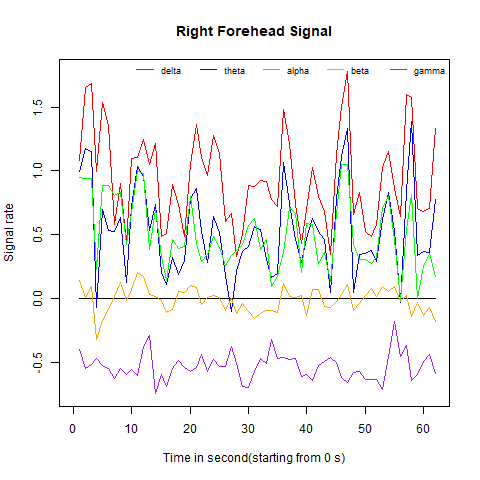 Right Forehead Signal
delta theta alpha beta gamma
Signal rate
1.5
1.0
0.5
0.0
-0.5
0 10 20 30 40 50 60
Time in second(starting from 0 s)